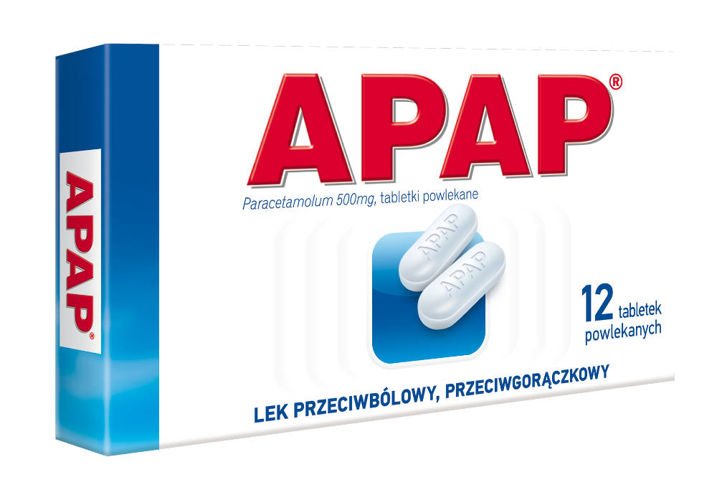 APAP®
APAP®
Paracetamolum 500mg, tabletki powlekane
APAP
APAP
12 tabletek
powlekanych
LEK PRZECIWBÓLOWY, PRZECIWGORĄCZKOWY